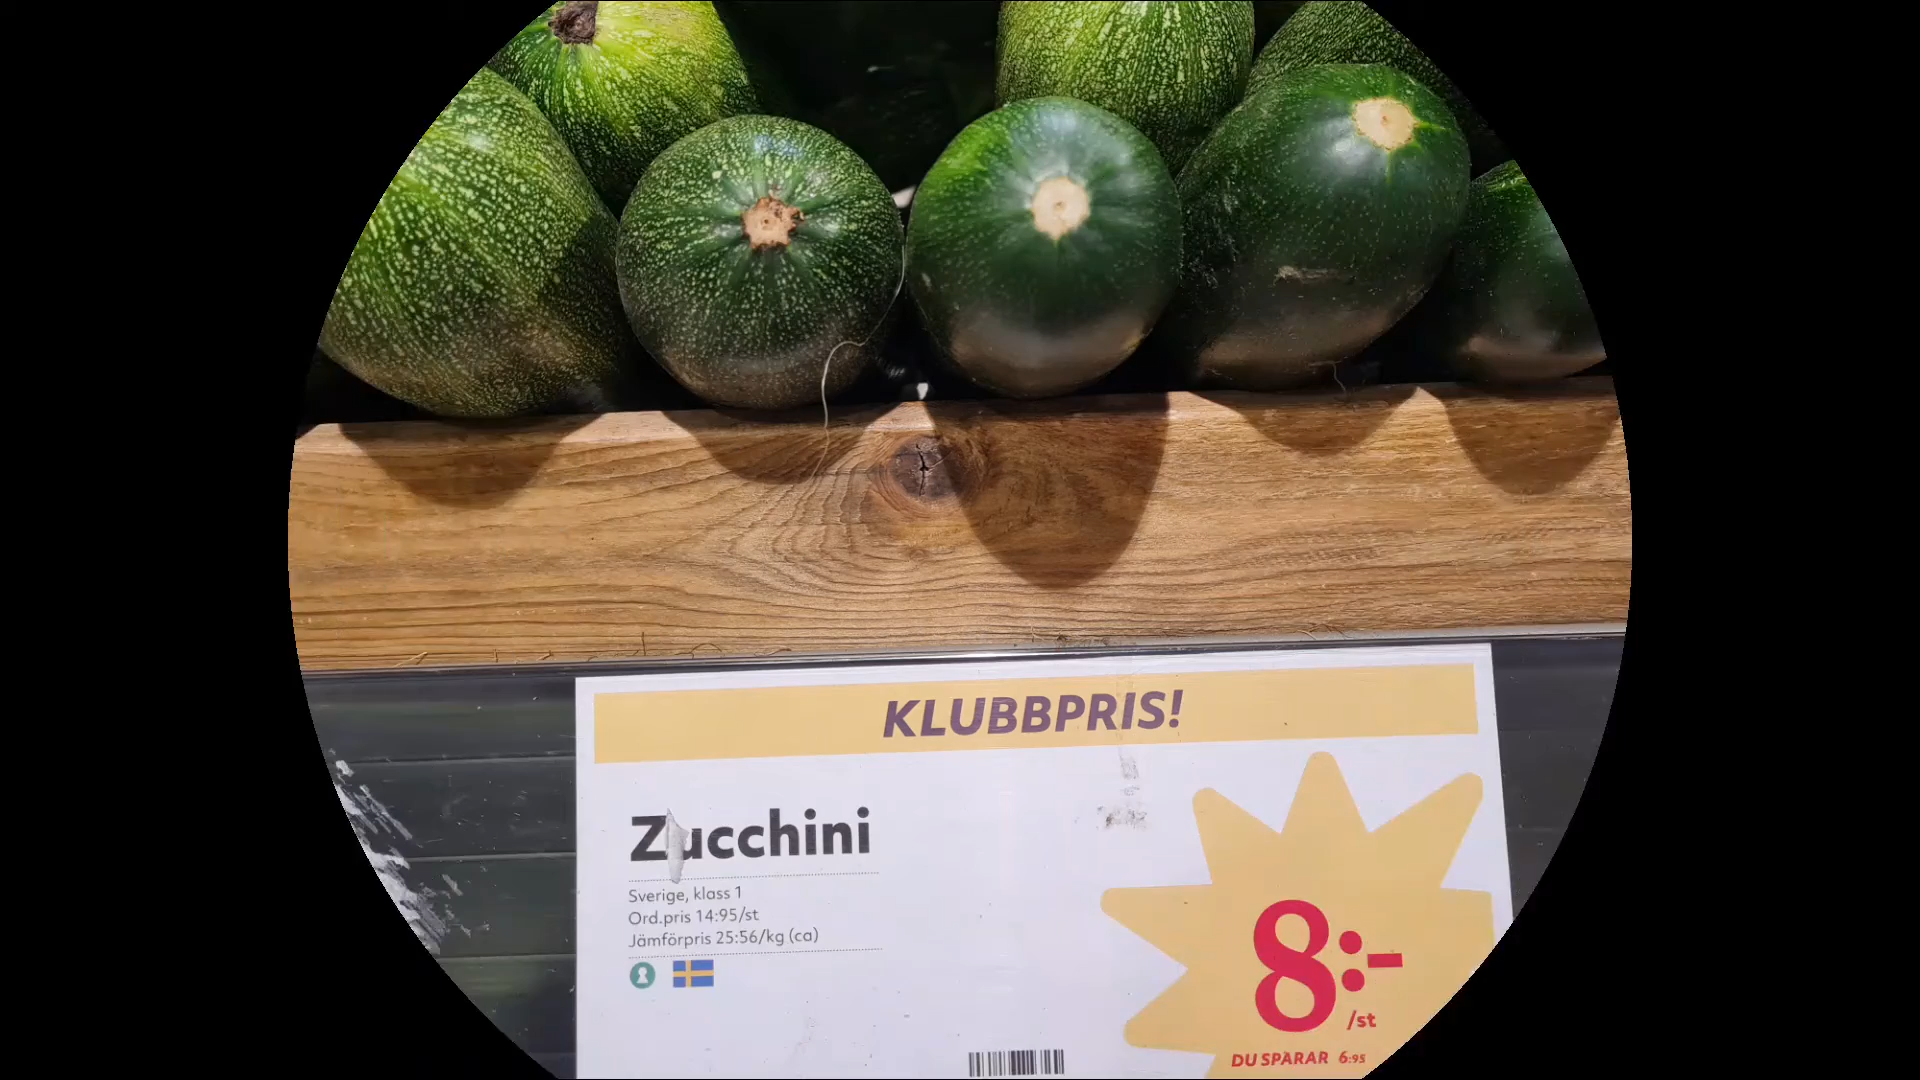 KLUBBPRIS!
Zucchini
Sverige, klass 1
Ord.pris 14:95/st
Jämförpris 25:56/kg (ca)
8:-
/st
DU SPARAR 6:95